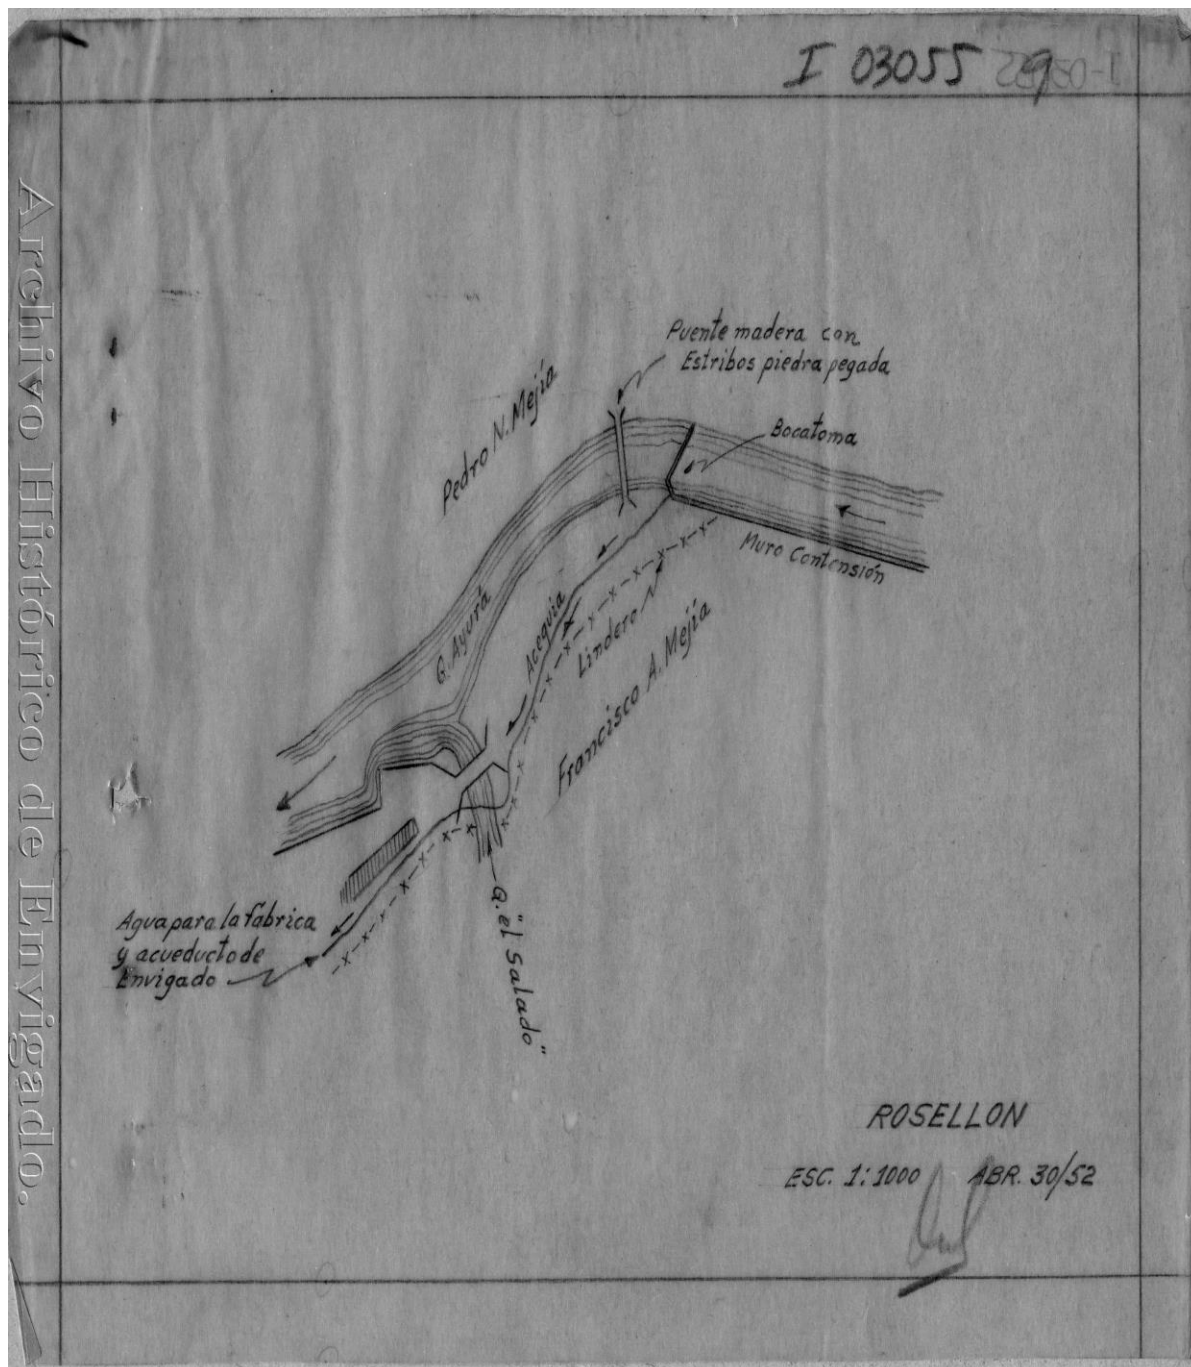 I 03055
Archivo Histórico de Envigado.
Puente madera con
Estribos piedra pegada
Pedro N. Mejía
Bocatoma
Muro Contensión
Q. Ayurá
Acequia
Lindero
Francisco A. Mejía
Agua para la fábrica
y acueducto de
Envigado
Q. "el Salado"
ROSELLON
ESC. 1:1000 ABR. 30/52